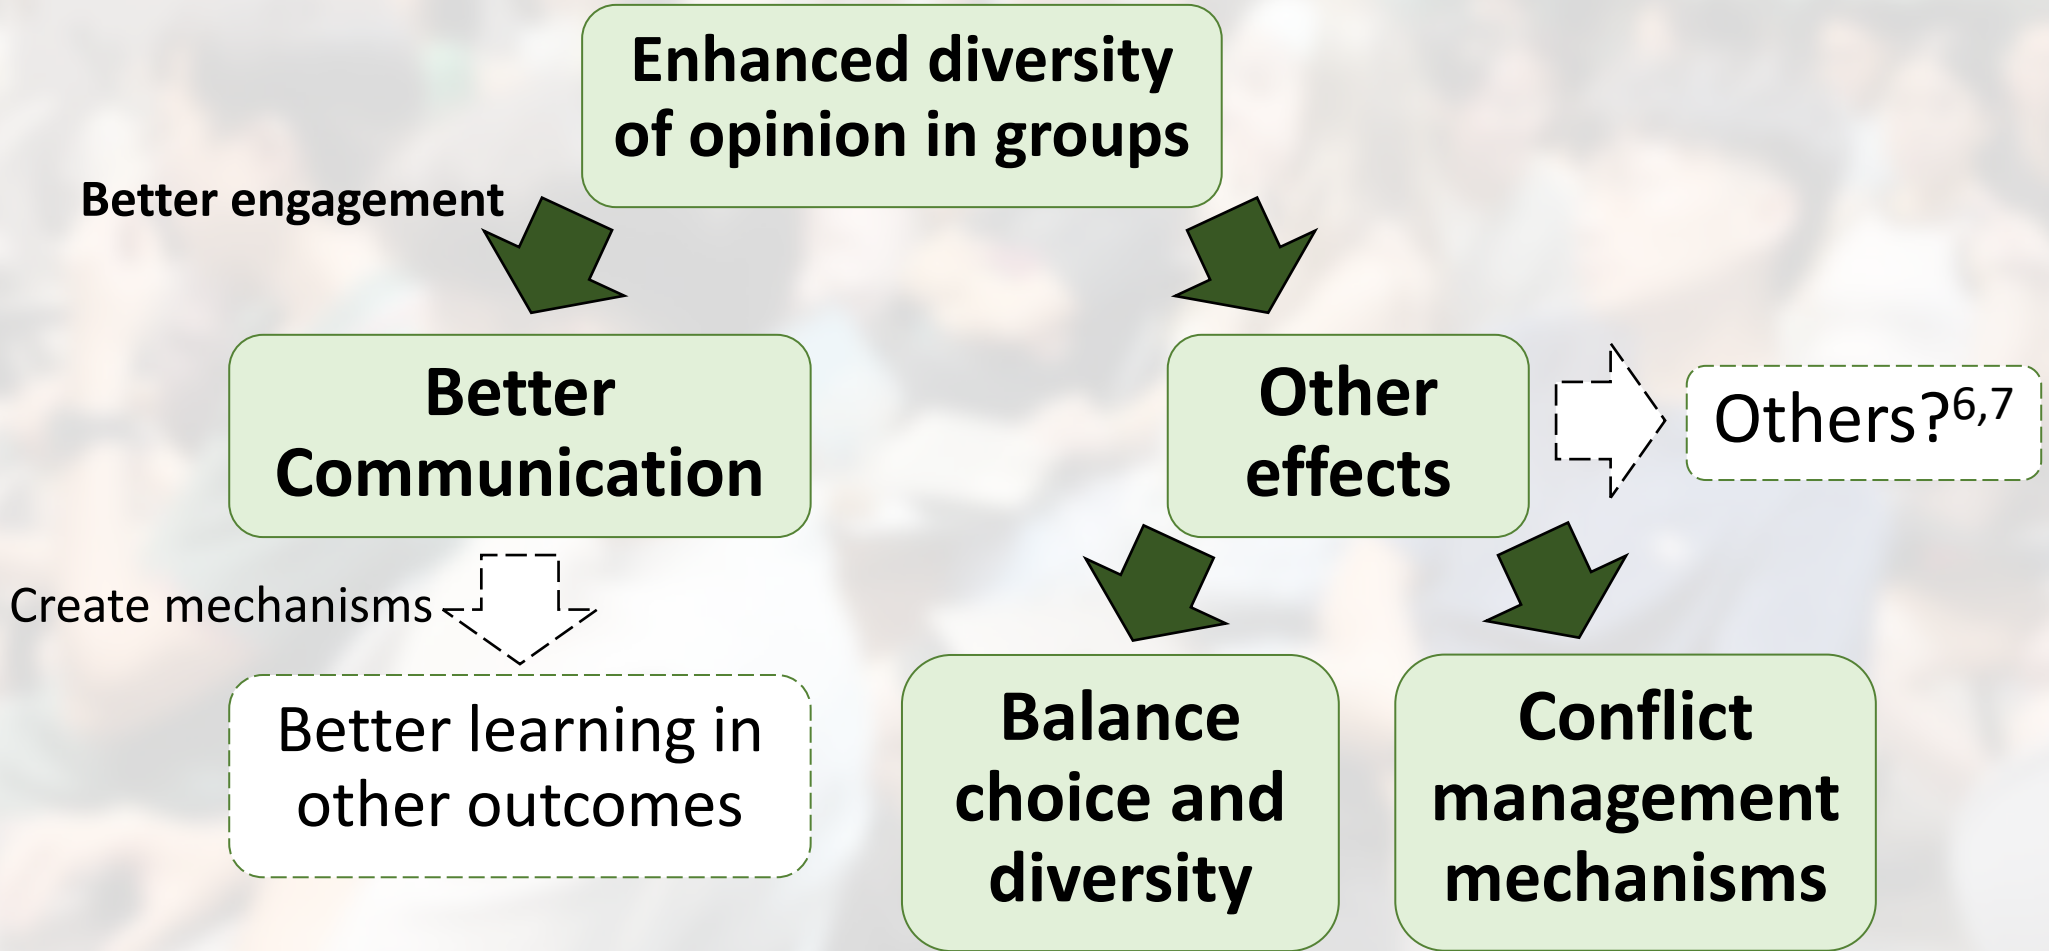 Enhanced diversity
of opinion in groups
Better engagement
Better
Communication
Other
effects
Others?6,7
Create mechanisms
Better learning in
other outcomes
Balance
choice and
diversity
Conflict
management
mechanisms